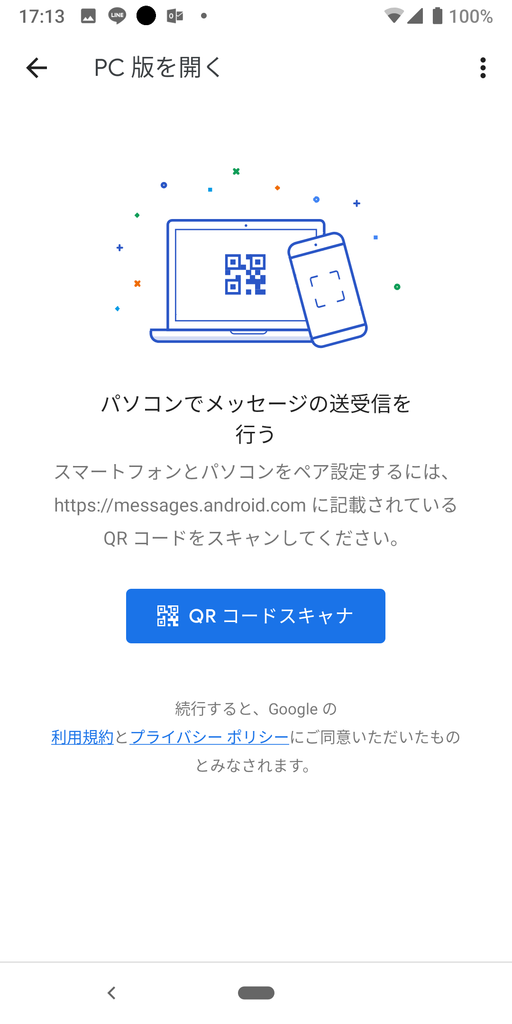 17:13
LINE
100%
PC 版を開く
パソコンでメッセージの送受信を
行う
スマートフォンとパソコンをペア設定するには、
https://messages.android.com に記載されている
QR コードをスキャンしてください。
QR コードスキャナ
続行すると、Google の
利用規約とプライバシー ポリシーにご同意いただいたもの
とみなされます。